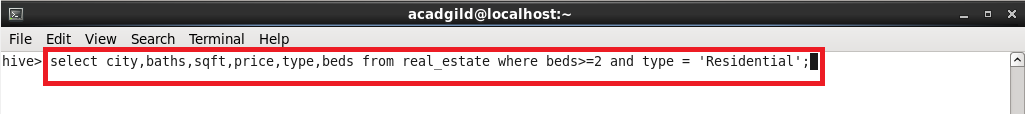 acadgild@localhost:~
File Edit View Search Terminal Help
hive> select city,baths,sqft,price,type,beds from real_estate where beds>=2 and type = 'Residential';